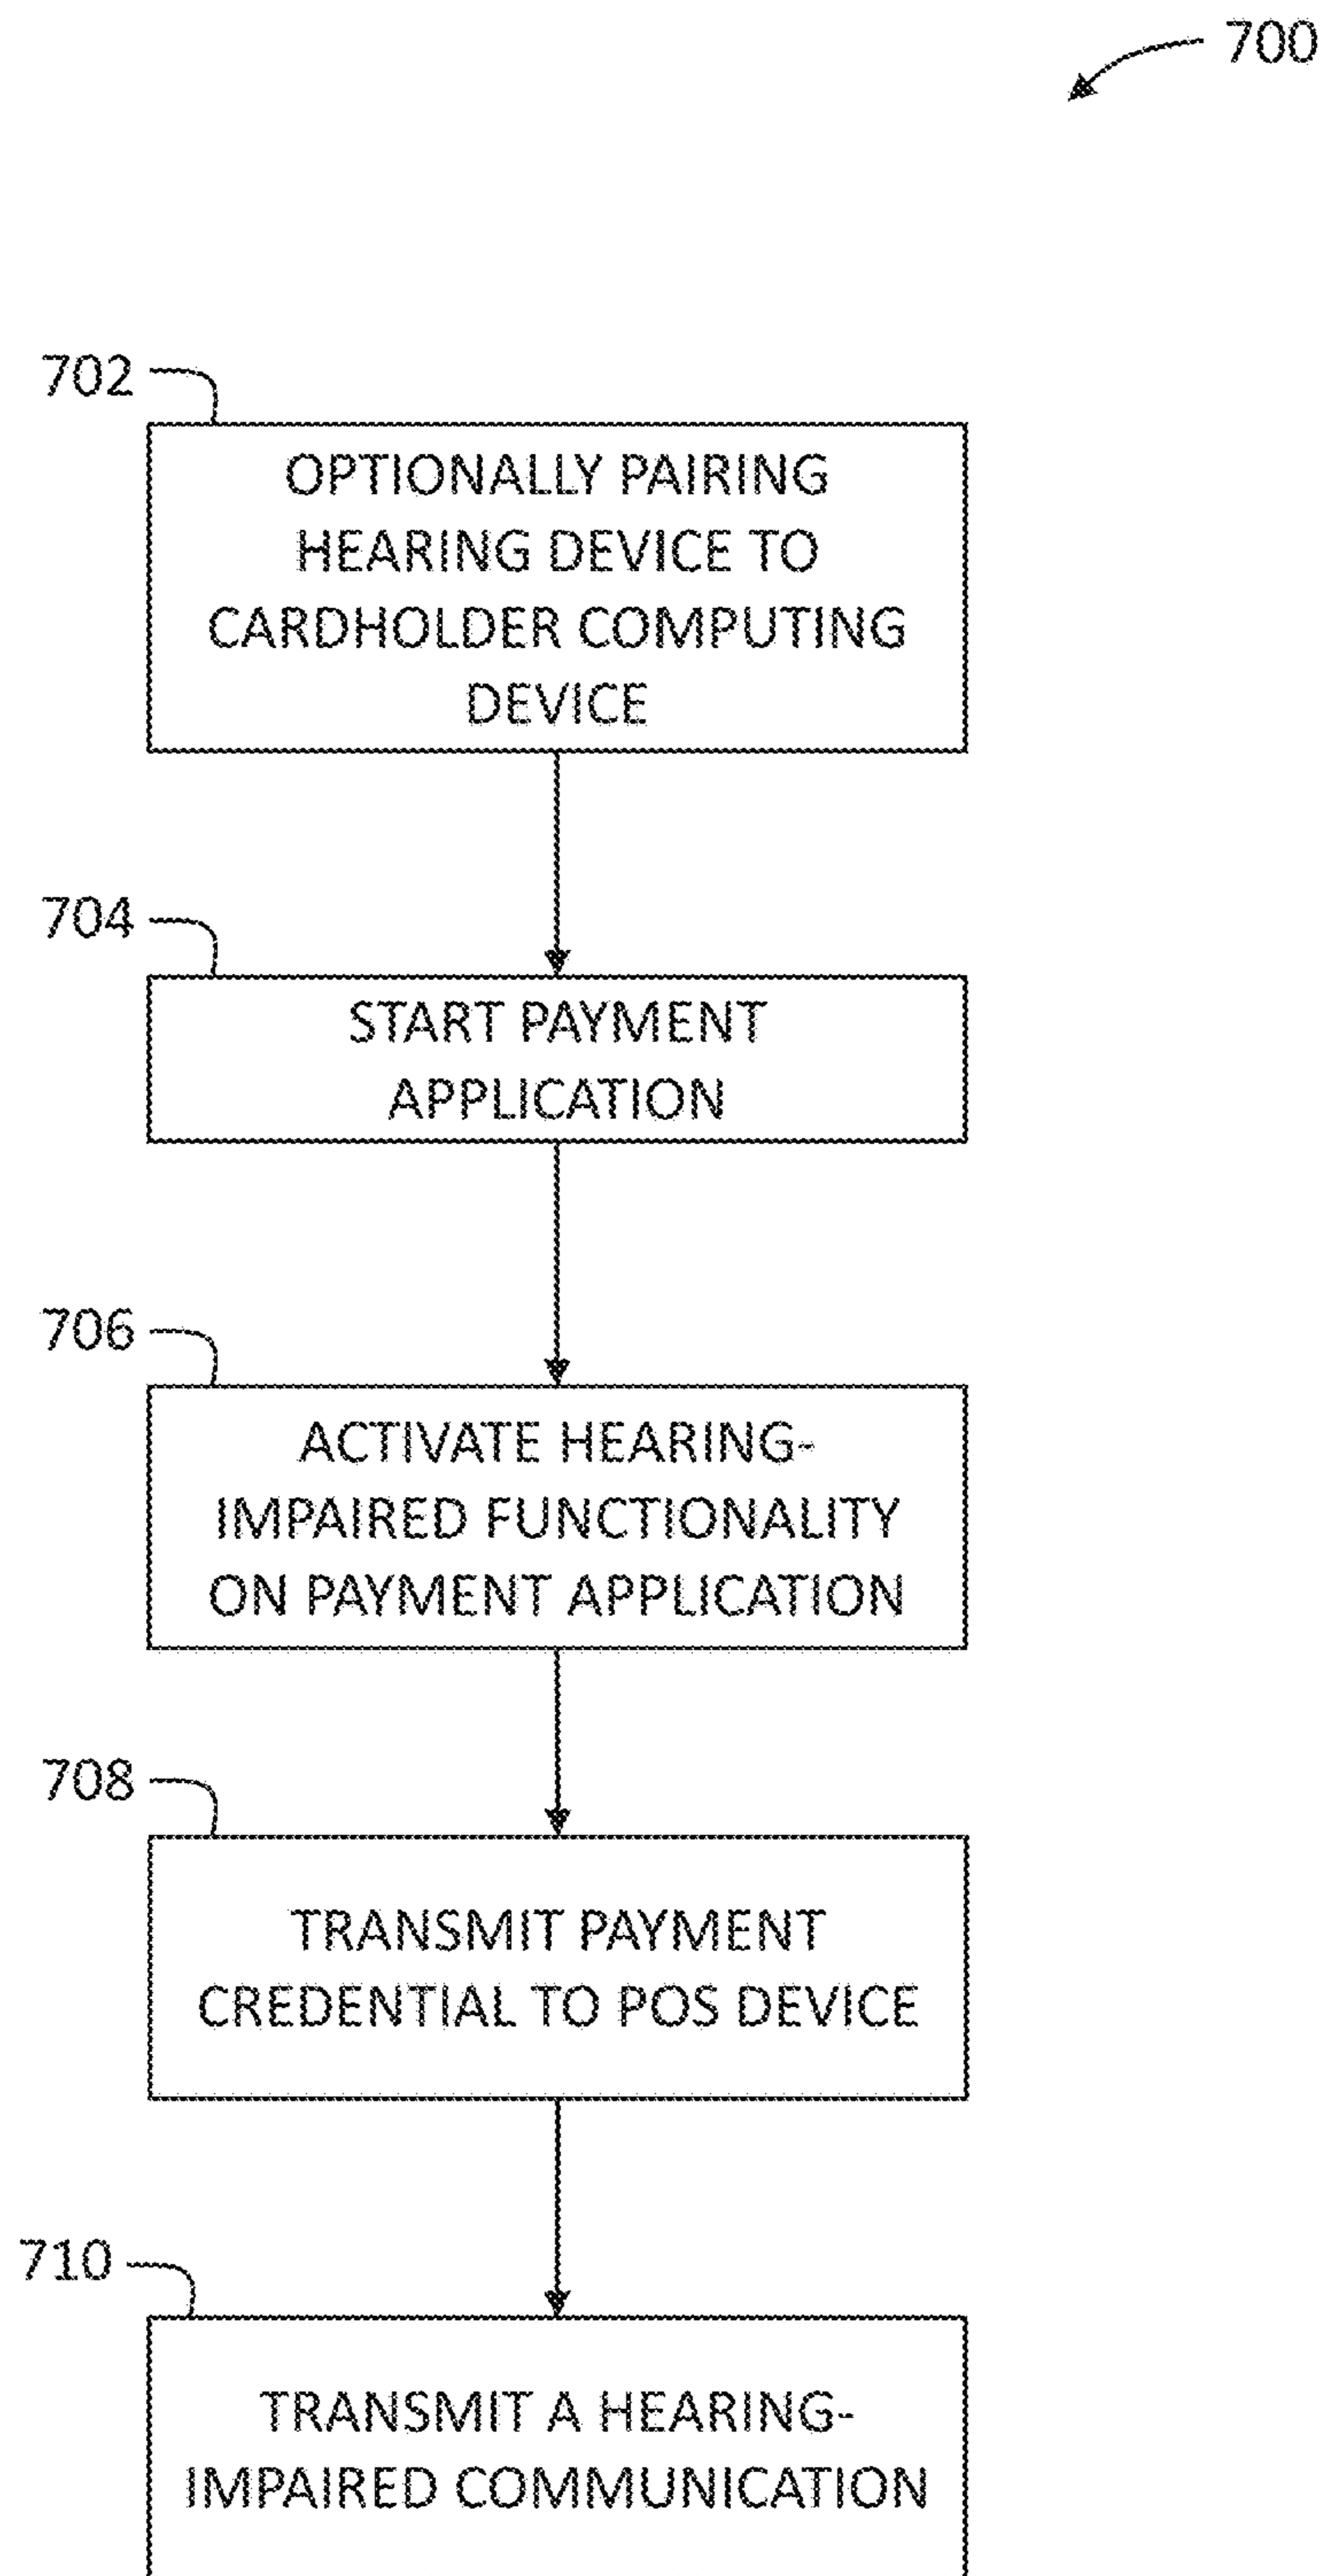 700
702
OPTIONALLY PAIRING
HEARING DEVICE TO
CARDHOLDER COMPUTING
DEVICE
704
START PAYMENT
APPLICATION
706
ACTIVATE HEARING-
IMPAIRED FUNCTIONALITY
ON PAYMENT APPLICATION
708
TRANSMIT PAYMENT
CREDENTIAL TO POS DEVICE
710
TRANSMIT A HEARING-
IMPAIRED COMMUNICATION